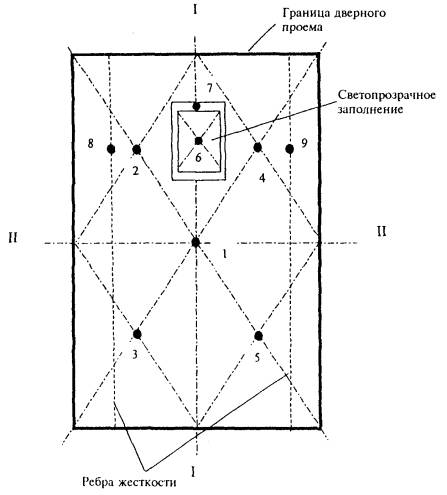 I
Граница дверного
проема
7
Светопрозрачное
заполнение
8
9
2
6
4
II
II
1
3
5
Ребра жесткости
I